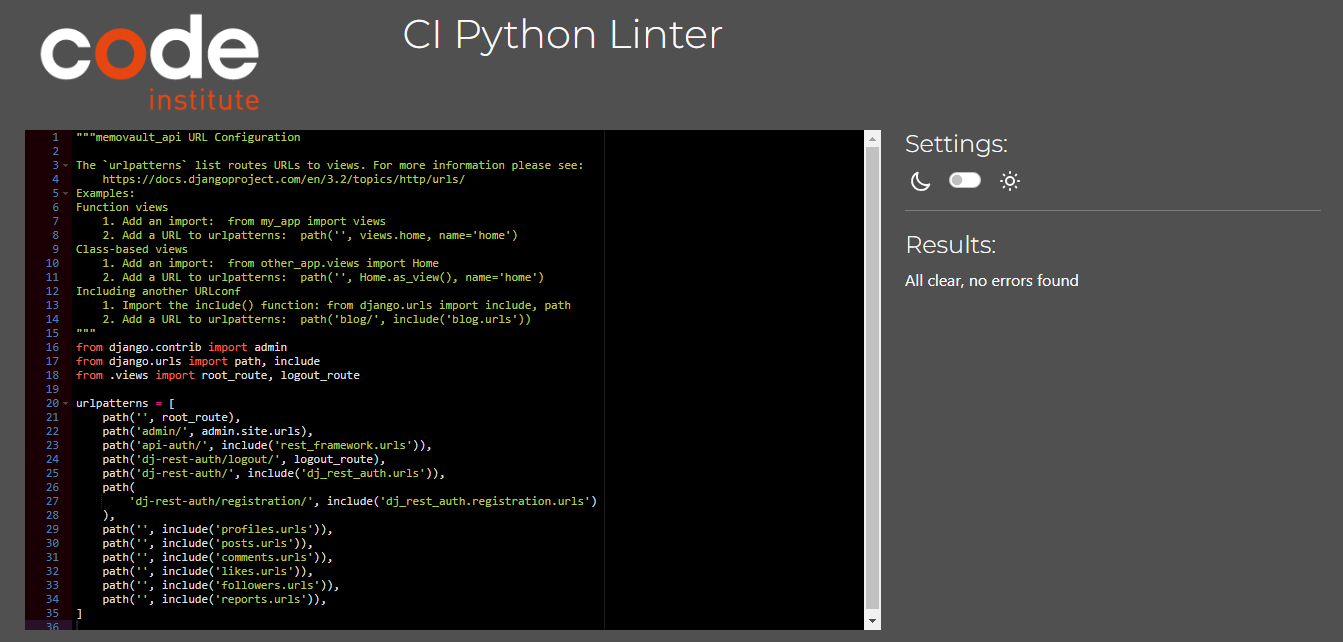 code
institute
CI Python Linter
1 """memovault_api URL Configuration
2
3 The `urlpatterns` list routes URLs to views. For more information please see:
4     https://docs.djangoproject.com/en/3.2/topics/http/urls/
5 Examples:
6 Function views
7     1. Add an import:  from my_app import views
8     2. Add a URL to urlpatterns:  path('', views.home, name='home')
9 Class-based views
10     1. Add an import:  from other_app.views import Home
11     2. Add a URL to urlpatterns:  path('', Home.as_view(), name='home')
12 Including another URLconf
13     1. Import the include() function: from django.urls import include, path
14     2. Add a URL to urlpatterns:  path('blog/', include('blog.urls'))
15 """
16 from django.contrib import admin
17 from django.urls import path, include
18 from .views import root_route, logout_route
19
20 urlpatterns = [
21     path('', root_route),
22     path('admin/', admin.site.urls),
23     path('api-auth/', include('rest_framework.urls')),
24     path('dj-rest-auth/logout/', logout_route),
25     path('dj-rest-auth/', include('dj_rest_auth.urls')),
26     path(
27         'dj-rest-auth/registration/', include('dj_rest_auth.registration.urls')
28     ),
29     path('', include('profiles.urls')),
30     path('', include('posts.urls')),
31     path('', include('comments.urls')),
32     path('', include('likes.urls')),
33     path('', include('followers.urls')),
34     path('', include('reports.urls')),
35 ]
36
Settings:
Results:
All clear, no errors found